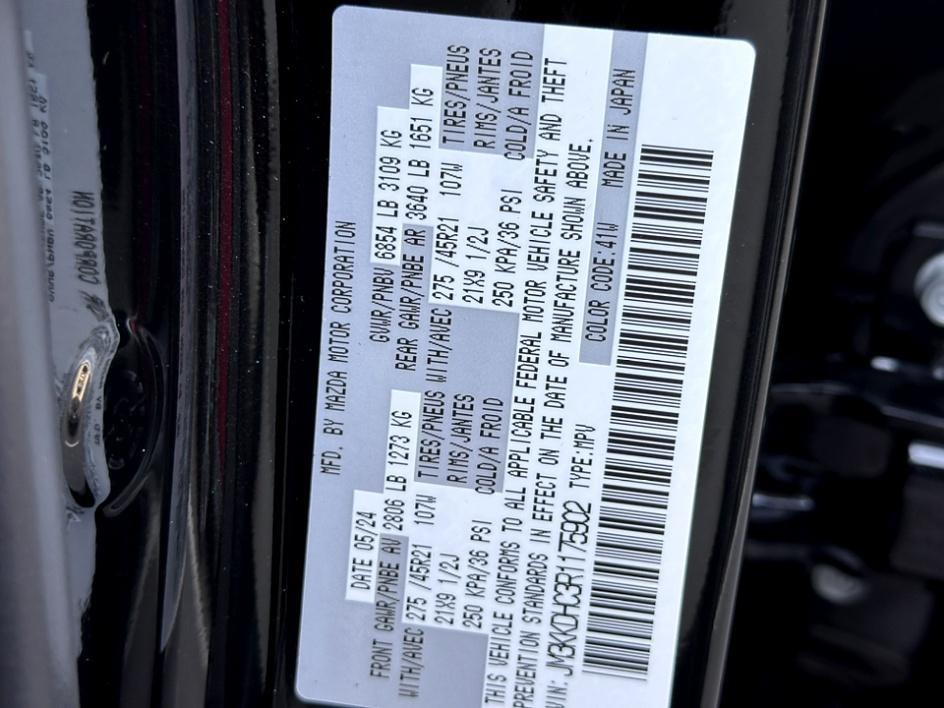 MFD. BY MAZDA MOTOR CORPORATION
DATE 05/24 GVWR/PNBV 6854 LB 3109 KG
FRONT GAWR/PNBE AV 2806 LB 1273 KG REAR GAWR/PNBE AR 3640 LB 1651 KG
WITH/AVEC 275 /45R21 107W TIRES/PNEUS WITH/AVEC 275 /45R21 107W TIRES/PNEUS
21X9 1/2J RIMS/JANTES 21X9 1/2J RIMS/JANTES
250 KPA/36 PSI COLD/A FROID 250 KPA/36 PSI COLD/A FROID
THIS VEHICLE CONFORMS TO ALL APPLICABLE FEDERAL MOTOR VEHICLE SAFETY AND THEFT
PREVENTION STANDARDS IN EFFECT ON THE DATE OF MANUFACTURE SHOWN ABOVE.
VIN: JM3KKDHC3R1175902 TYPE:MPV COLOR CODE:41W MADE IN JAPAN
CORPORATION